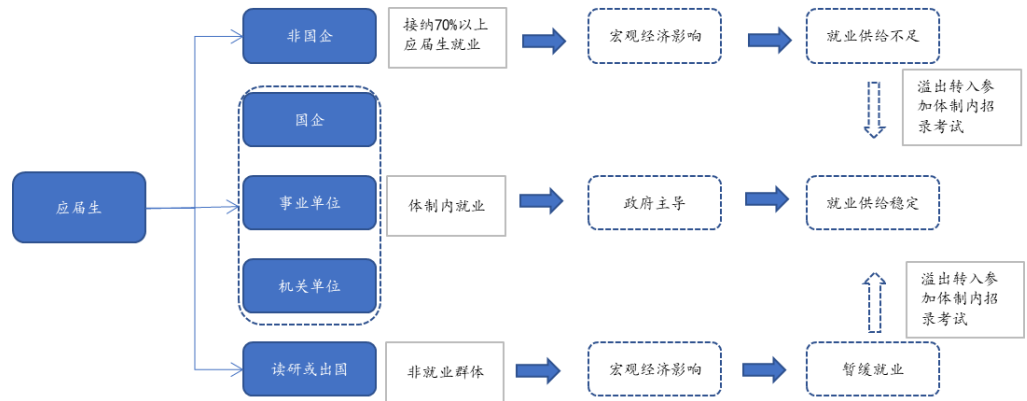 非国企
接纳70%以上
应届生就业
宏观经济影响
就业供给不足
溢出转入参
加体制内招
录考试
国企
应届生
事业单位
体制内就业
政府主导
就业供给稳定
机关单位
溢出转入参
加体制内招
录考试
读研或出国
非就业群体
宏观经济影响
暂缓就业